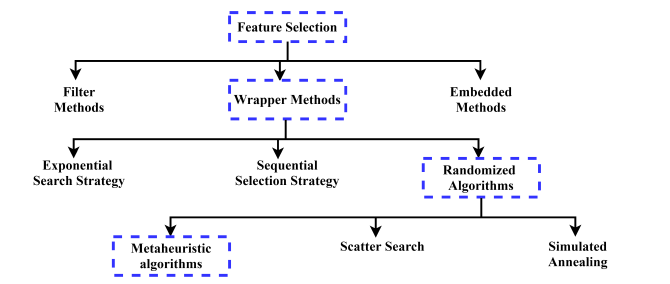 Feature Selection
Filter
Methods
Wrapper Methods
Embedded
Methods
Exponential
Search Strategy
Sequential
Selection Strategy
Randomized
Algorithms
Metaheuristic
algorithms
Scatter Search
Simulated
Annealing